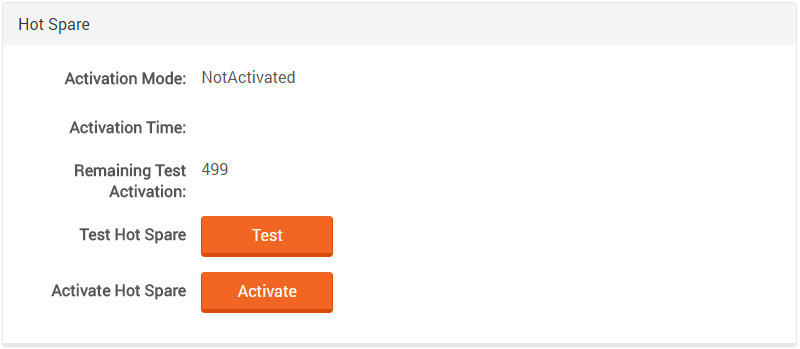 Hot Spare
Activation Mode: NotActivated
Activation Time:
Remaining Test 499
Activation:
Test Hot Spare Test
Activate Hot Spare Activate